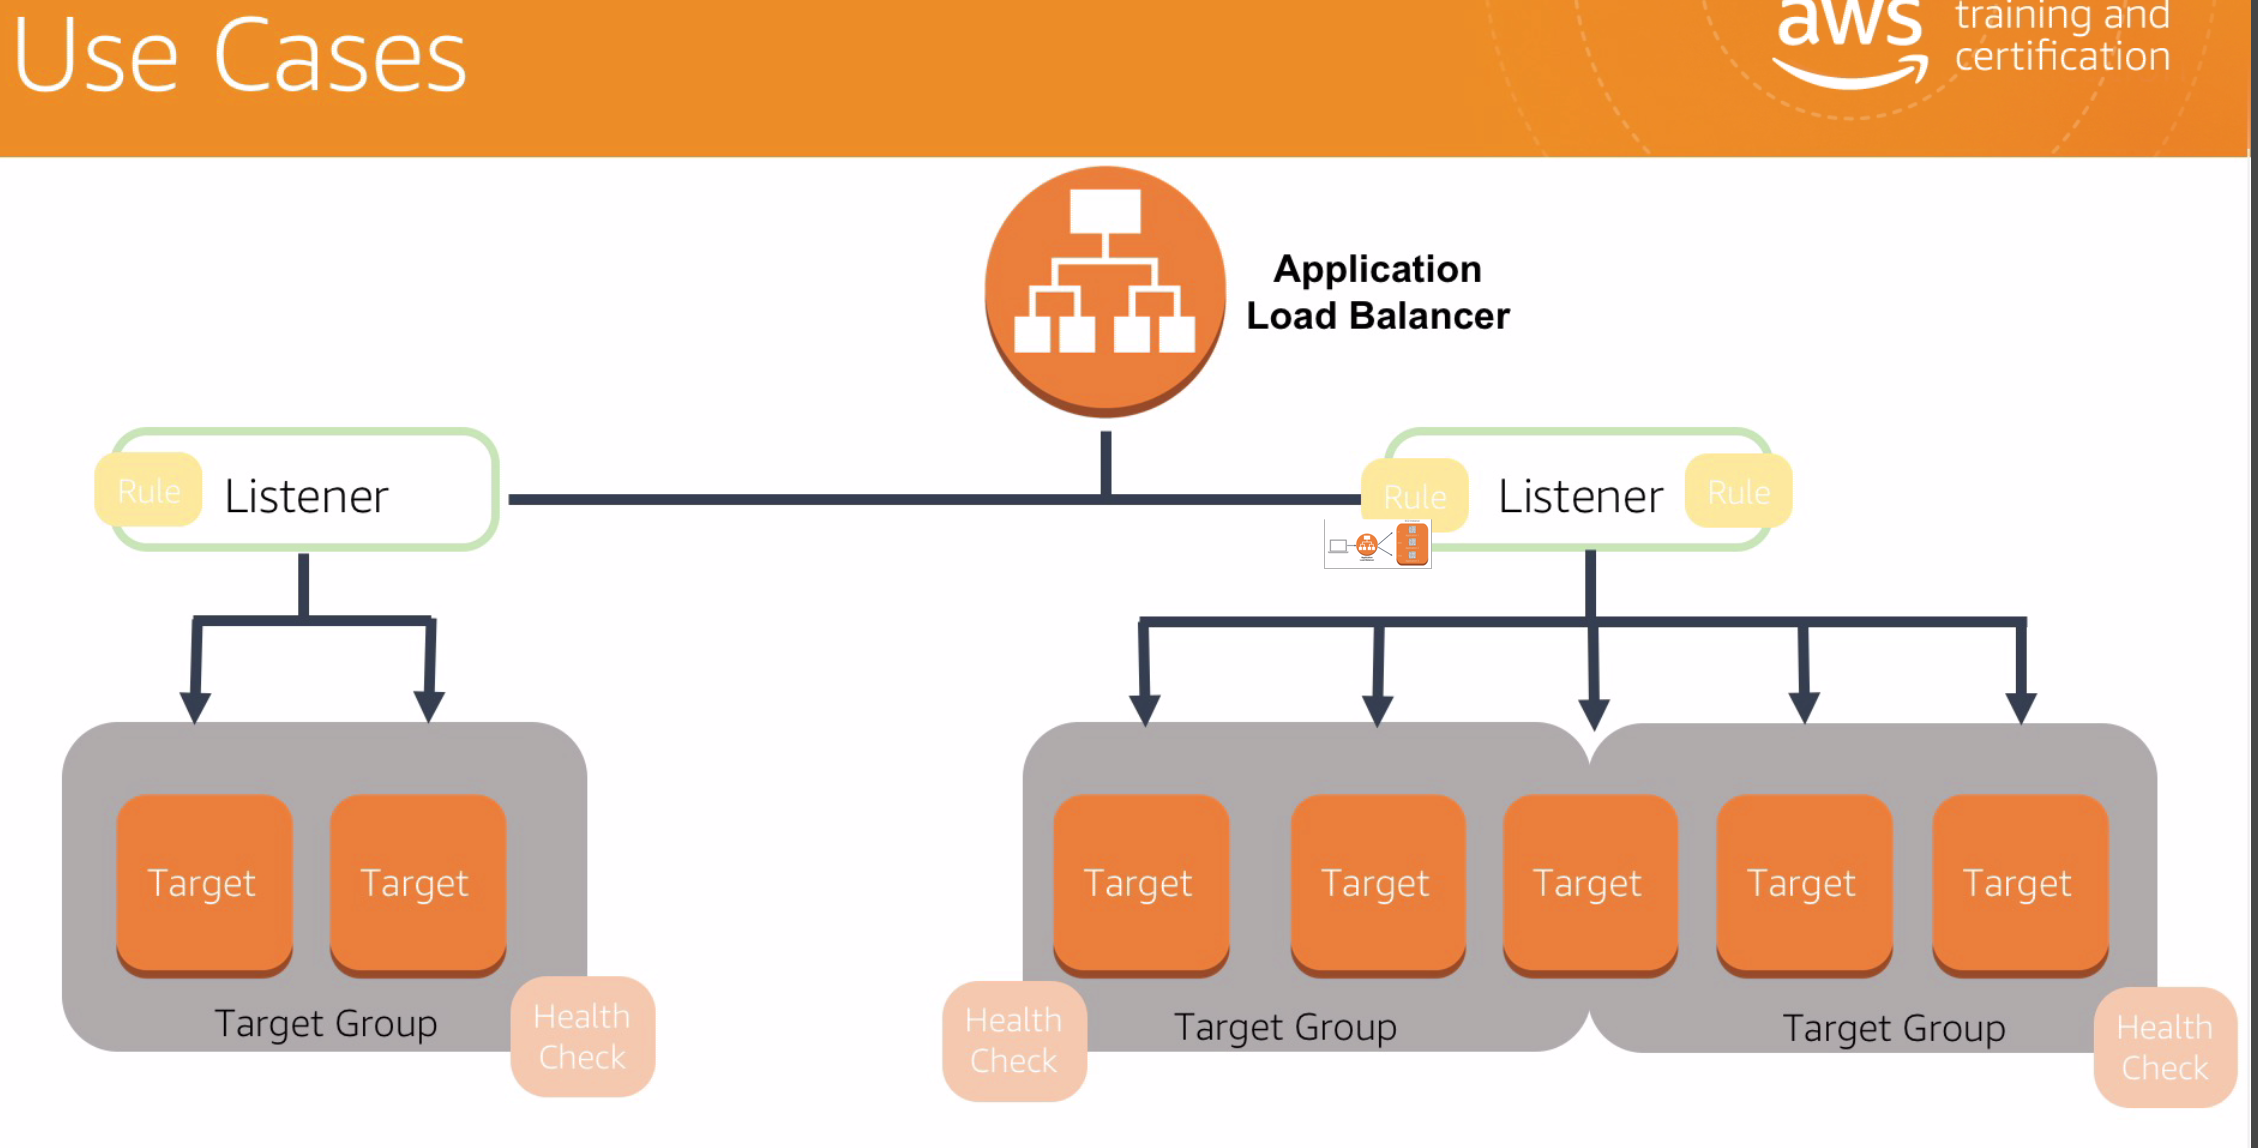 Use Cases
aws
training and
certification
Application
Load Balancer
Rule
Listener
Rule
Listener
Rule
Target
Target
Target
Target
Target
Target
Target
Target Group
Health
Check
Health
Check
Target Group
Target Group
Health
Check